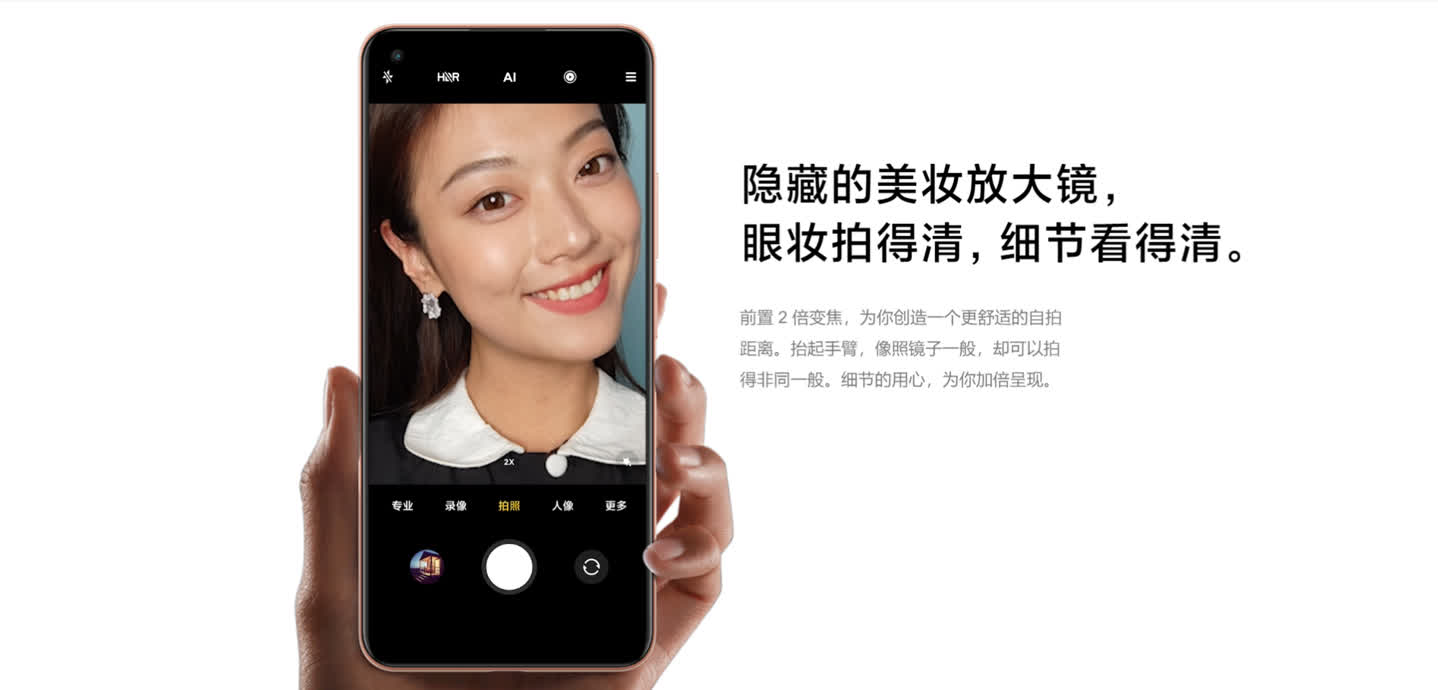 HDR
AI
隐藏的美妆放大镜，
眼妆拍得清，细节看得清。
前置 2 倍变焦，为你创造一个更舒适的自拍
距离。抬起手臂，像照镜子一般，却可以拍
得非同一般。细节的用心，为你加倍呈现。
2X
专业 录像 拍照 人像 更多